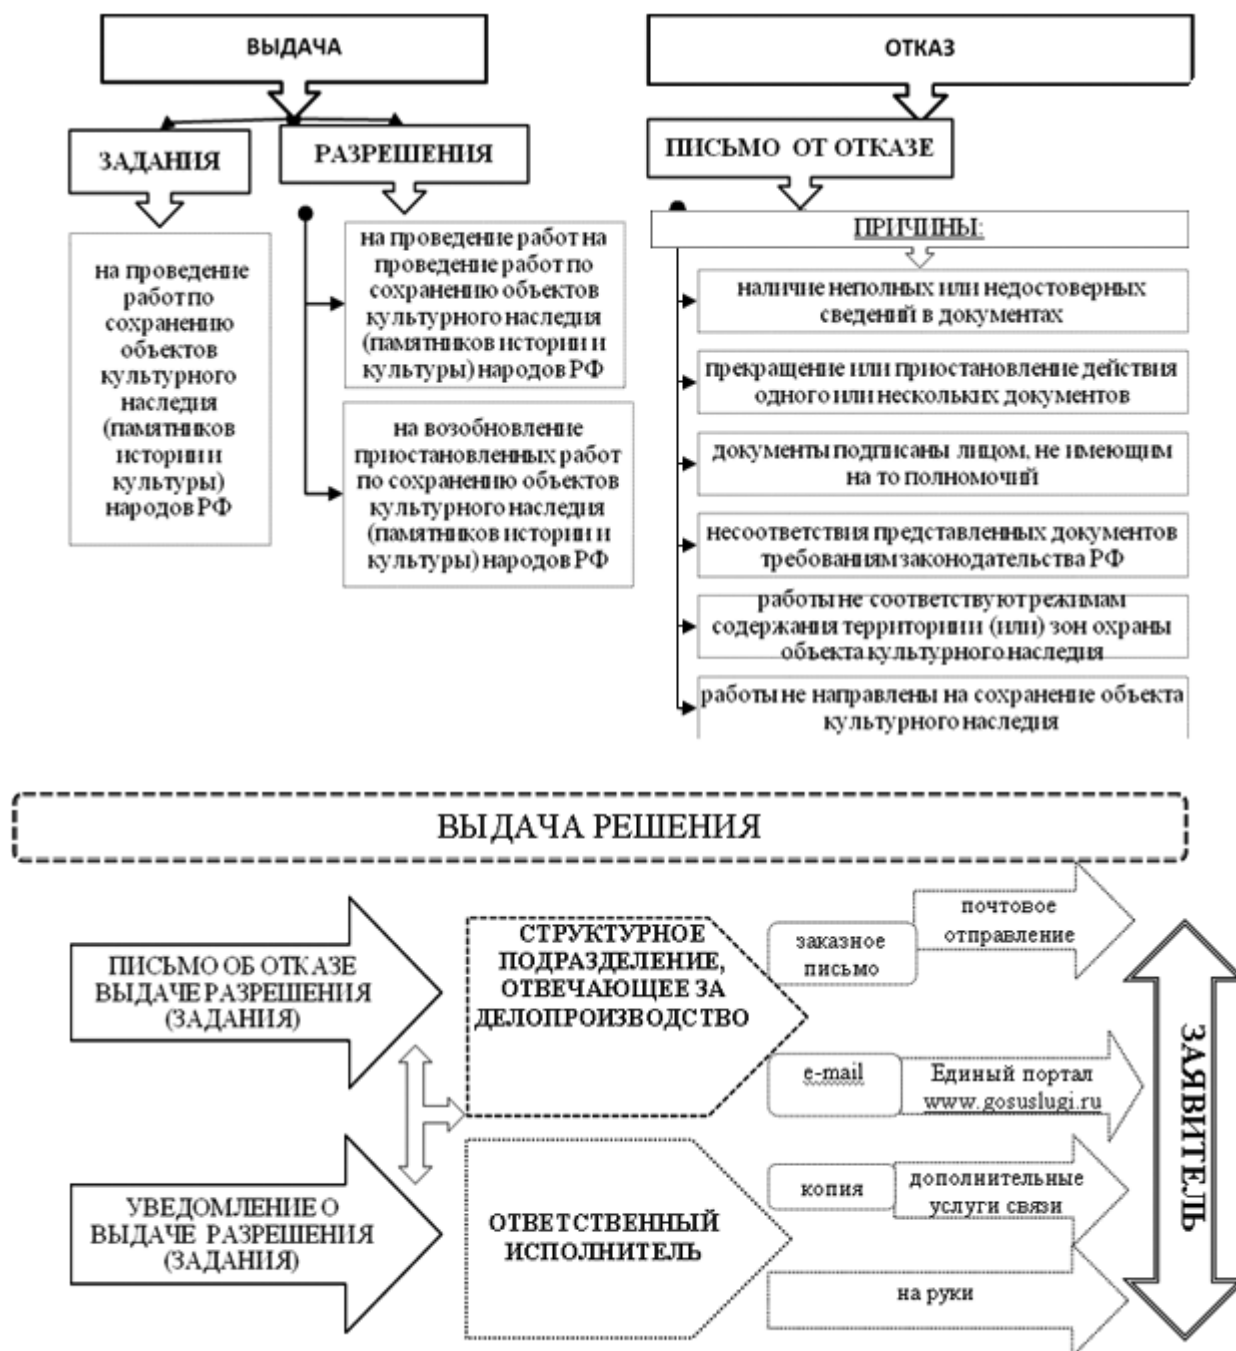 ВЫДАЧА
ОТКАЗ
ЗАДАНИЯ
РАЗРЕШЕНИЯ
ПИСЬМО ОТ ОТКАЗЕ
на проведение
работ по
сохранению
объектов
культурного
наследия
(памятников
истории и
культуры)
народов РФ
на проведение работ на
проведение работ по
сохранению объектов
культурного наследия
(памятников истории и
культуры) народов РФ
на возобновление
приостановленных работ
по сохранению объектов
культурного наследия
(памятников истории и
культуры) народов РФ
ПРИЧИНЫ:
наличие неполных или недостоверных
сведений в документах
прекращение или приостановление действия
одного или нескольких документов
документы подписаны лицом, не имеющим
на то полномочий
несоответствия представленных документов
требованиям законодательства РФ
работы не соответствуют режимам
содержания территории и (или) зон охраны
объекта культурного наследия
работы не направлены на сохранение объекта
культурного наследия
ВЫДАЧА РЕШЕНИЯ
ПИСЬМО ОБ ОТКАЗЕ
ВЫДАЧЕ РАЗРЕШЕНИЯ
(ЗАДАНИЯ)
УВЕДОМЛЕНИЕ О
ВЫДАЧЕ РАЗРЕШЕНИЯ
(ЗАДАНИЯ)
СТРУКТУРНОЕ
ПОДРАЗДЕЛЕНИЕ,
ОТВЕЧАЮЩЕЕ ЗА
ДЕЛОПРОИЗВОДСТВО
ОТВЕТСТВЕННЫЙ
ИСПОЛНИТЕЛЬ
заказное
письмо
почтовое
отправление
e-mail
Единый портал
www.gosuslugi.ru
копия
дополнительные
услуги связи
на руки
ЗАЯВИТЕЛЬ